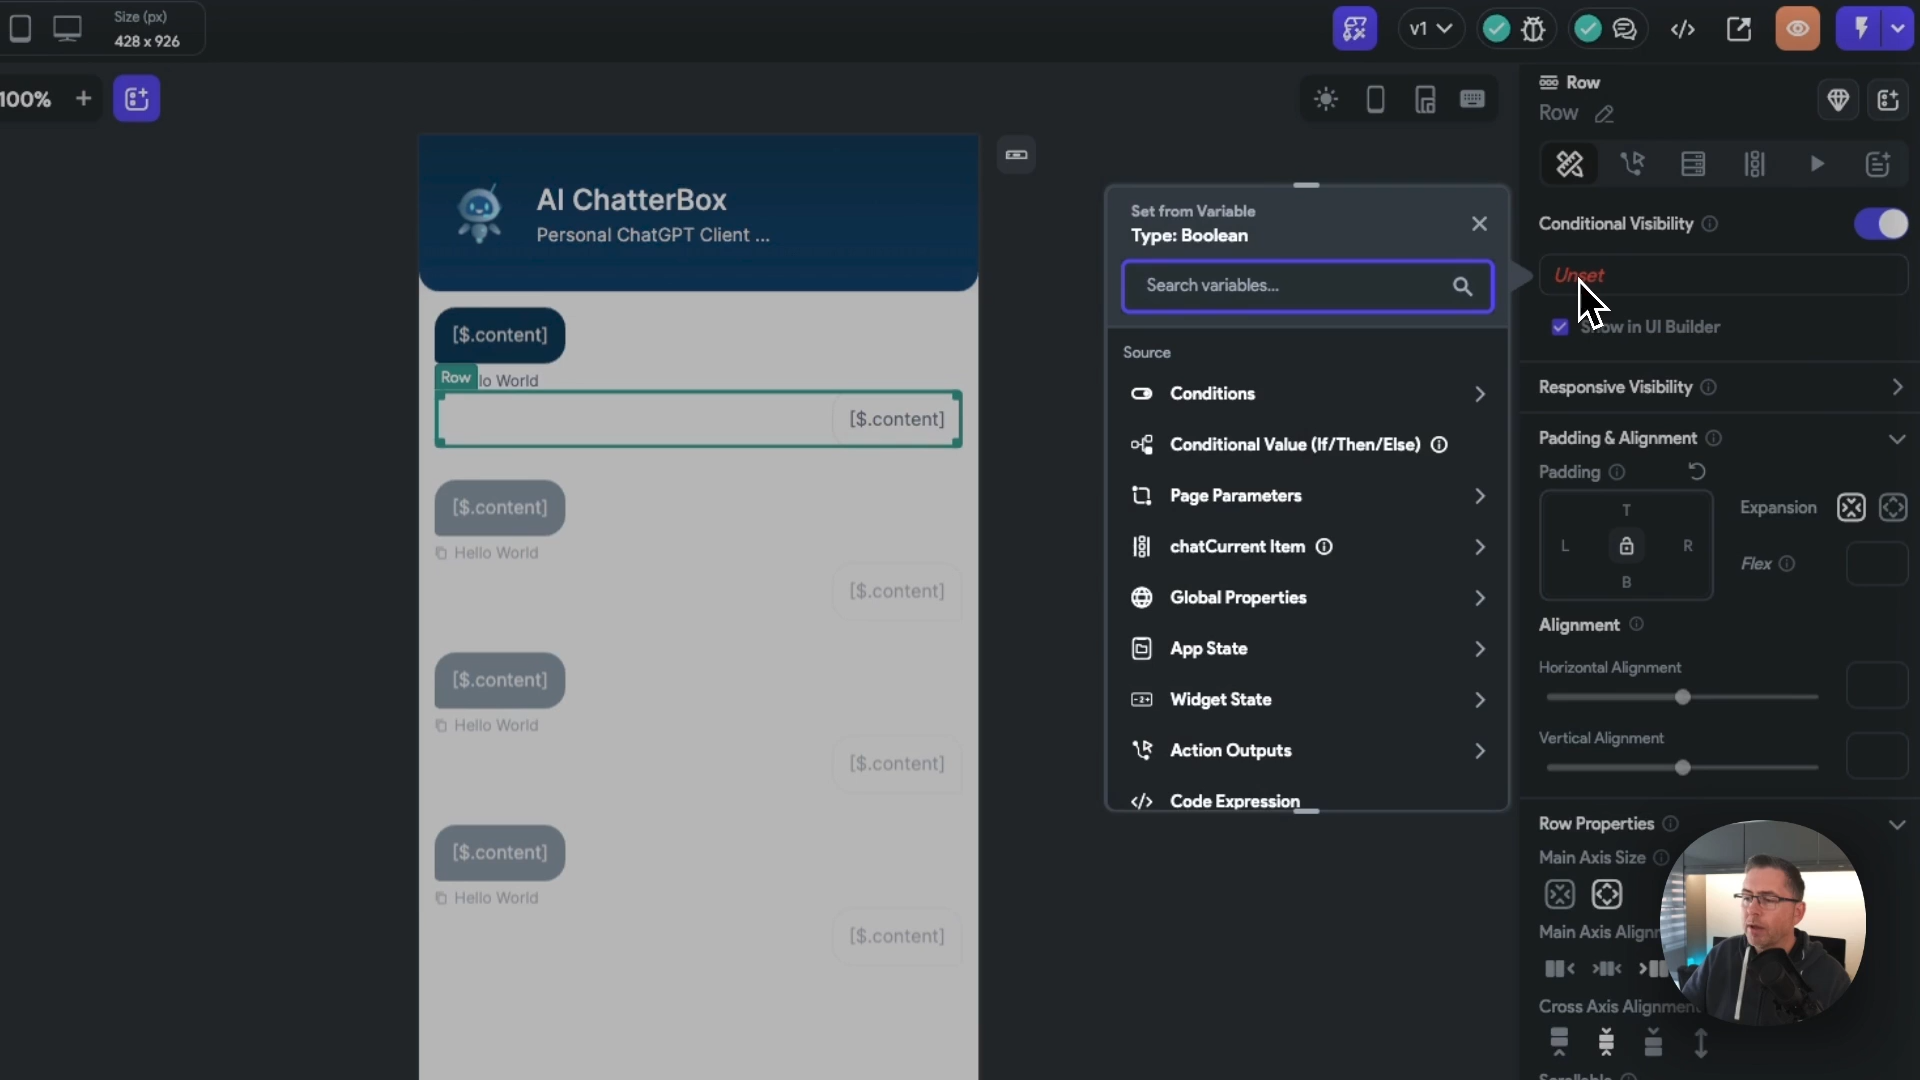 Size (px)
428 x 926
v1
100%
Row
Row
AI ChatterBox
Personal ChatGPT Client ...
Set from Variable
Type: Boolean
Search variables...
Conditional Visibility
Unset
Show in UI Builder
[$.content]
Row
lo World
[$.content]
[$.content]
Hello World
[$.content]
[$.content]
Hello World
[$.content]
[$.content]
Hello World
[$.content]
Source
Conditions
Conditional Value (If/Then/Else)
Page Parameters
chatCurrent Item
Global Properties
App State
Widget State
Action Outputs
Code Expression
Responsive Visibility
Padding & Alignment
Padding
T
L
R
B
Expansion
Flex
Alignment
Horizontal Alignment
Vertical Alignment
Row Properties
Main Axis Size
Main Axis Alignm
Cross Axis Alignment